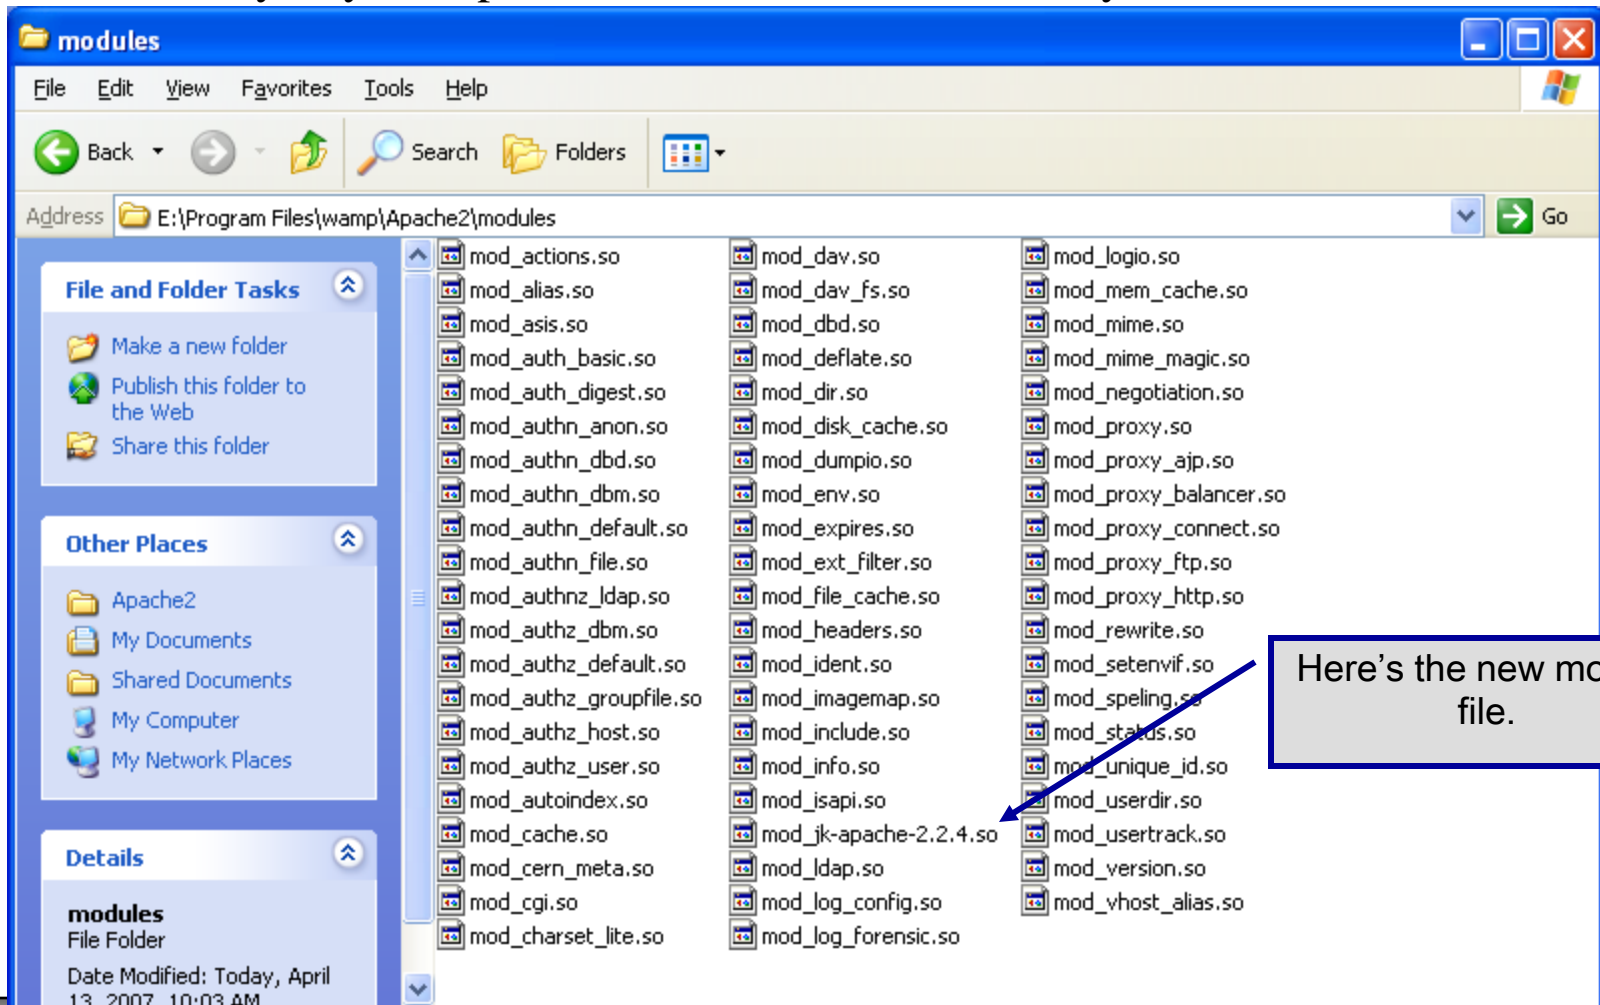 modules
File Edit View Favorites Tools Help
Back Search Folders
Address E:\Program Files\wamp\Apache2\modules Go
File and Folder Tasks
Make a new folder
Publish this folder to
the Web
Share this folder
Other Places
Apache2
My Documents
Shared Documents
My Computer
My Network Places
Details
modules
File Folder
Date Modified: Today, April
13, 2007, 10:03 AM
mod_actions.so
mod_alias.so
mod_asis.so
mod_auth_basic.so
mod_auth_digest.so
mod_authn_anon.so
mod_authn_dbd.so
mod_authn_dbm.so
mod_authn_default.so
mod_authn_file.so
mod_authnz_ldap.so
mod_authz_dbm.so
mod_authz_default.so
mod_authz_groupfile.so
mod_authz_host.so
mod_authz_user.so
mod_autoindex.so
mod_cache.so
mod_cern_meta.so
mod_cgi.so
mod_charset_lite.so
mod_dav.so
mod_dav_fs.so
mod_dbd.so
mod_deflate.so
mod_dir.so
mod_disk_cache.so
mod_dumpio.so
mod_env.so
mod_expires.so
mod_ext_filter.so
mod_file_cache.so
mod_headers.so
mod_ident.so
mod_imagemap.so
mod_include.so
mod_info.so
mod_isapi.so
mod_jk-apache-2.2.4.so
mod_ldap.so
mod_log_config.so
mod_log_forensic.so
mod_logio.so
mod_mem_cache.so
mod_mime.so
mod_mime_magic.so
mod_negotiation.so
mod_proxy.so
mod_proxy_ajp.so
mod_proxy_balancer.so
mod_proxy_connect.so
mod_proxy_ftp.so
mod_proxy_http.so
mod_rewrite.so
mod_setenvif.so
mod_speling.so
mod_status.so
mod_unique_id.so
mod_userdir.so
mod_usertrack.so
mod_version.so
mod_vhost_alias.so
Here's the new mo
file.